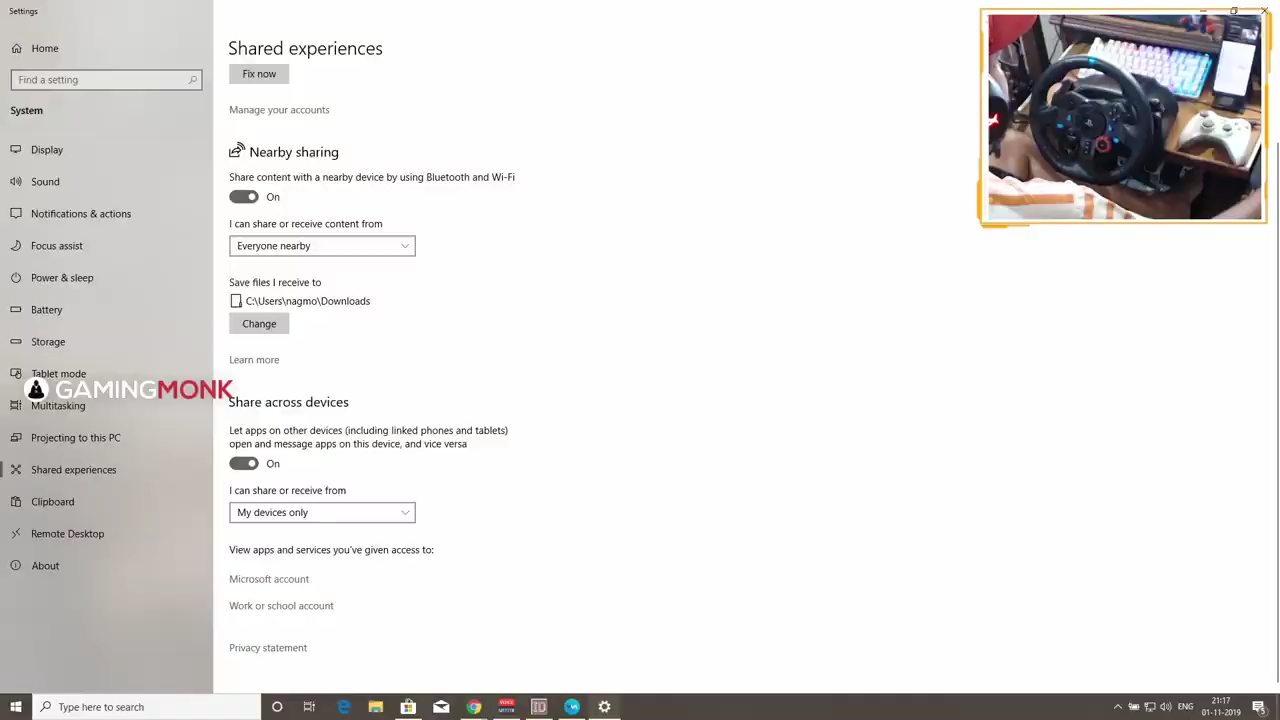 Settings
Home
Find a setting
System
Display
Sound
Notifications & actions
Focus assist
Power & sleep
Battery
Storage
Tablet mode
GAMINGMONK
Multitasking
Projecting to this PC
Shared experiences
Clipboard
Remote Desktop
About
Shared experiences
Fix now
Manage your accounts
Nearby sharing
Share content with a nearby device by using Bluetooth and Wi-Fi
On
I can share or receive content from
Everyone nearby
Save files I receive to
C:\Users\nagmo\Downloads
Change
Learn more
Share across devices
Let apps on other devices (including linked phones and tablets)
open and message apps on this device, and vice versa
On
I can share or receive from
My devices only
View apps and services you've given access to:
Microsoft account
Work or school account
Privacy statement
Type here to search
ENG
21:17
01-11-2019